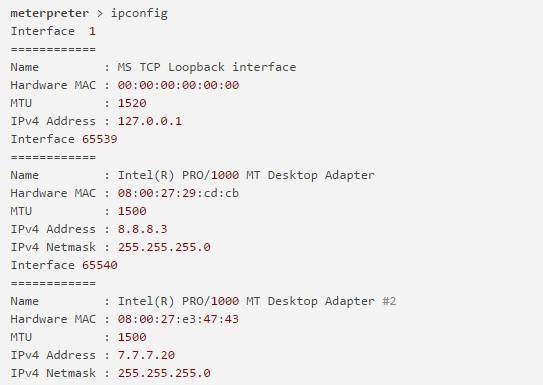 meterpreter > ipconfig
Interface  1
============
Name         : MS TCP Loopback interface
Hardware MAC : 00:00:00:00:00:00
MTU          : 1520
IPv4 Address : 127.0.0.1
Interface 65539
============
Name         : Intel(R) PRO/1000 MT Desktop Adapter
Hardware MAC : 08:00:27:29:cd:cb
MTU          : 1500
IPv4 Address : 8.8.8.3
IPv4 Netmask : 255.255.255.0
Interface 65540
============
Name         : Intel(R) PRO/1000 MT Desktop Adapter #2
Hardware MAC : 08:00:27:e3:47:43
MTU          : 1500
IPv4 Address : 7.7.7.20
IPv4 Netmask : 255.255.255.0